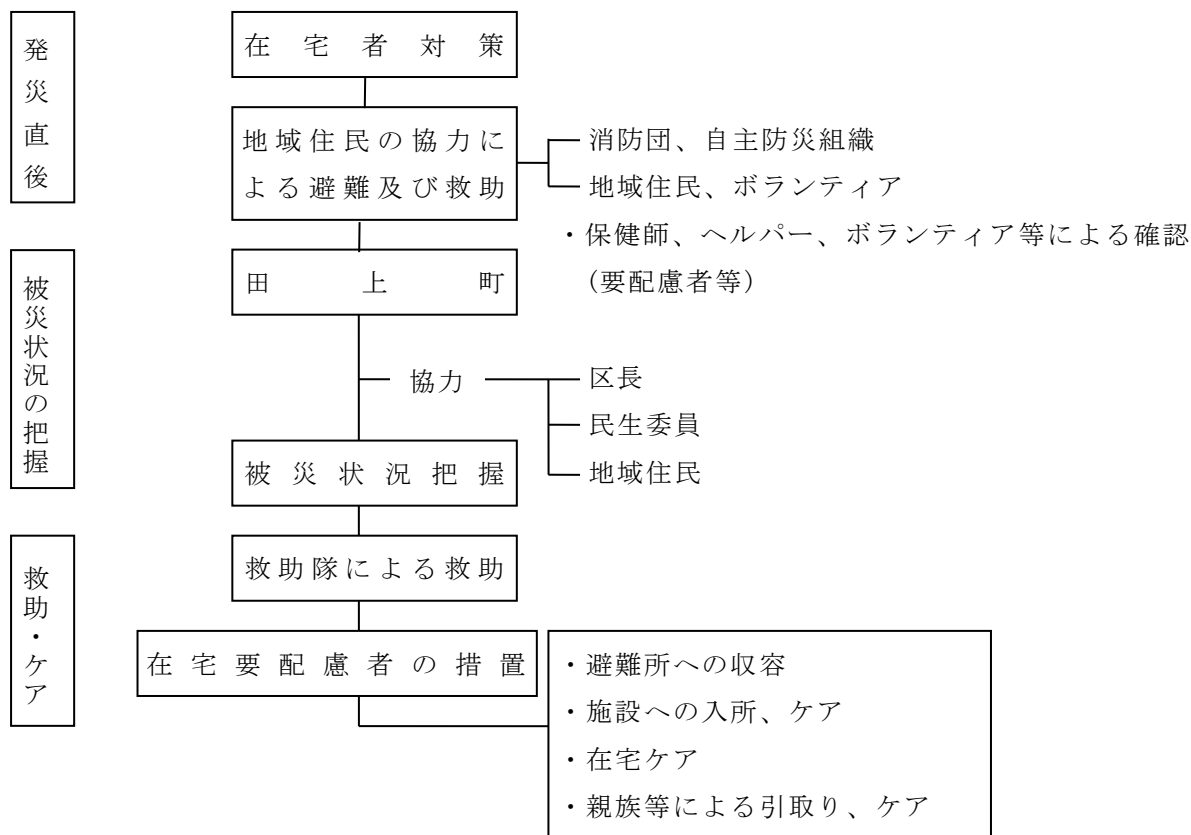 発災直後
在宅者対策
地域住民の協力に
よる避難及び救助
消防団、自主防災組織
地域住民、ボランティア
・保健師、ヘルパー、ボランティア等による確認
(要配慮者等)
被災状況の把握
田上町
協力
区長
民生委員
地域住民
被災状況把握
救助・ケア
救助隊による救助
在宅要配慮者の措置
・避難所への収容
・施設への入所、ケア
・在宅ケア
・親族等による引取り、ケア